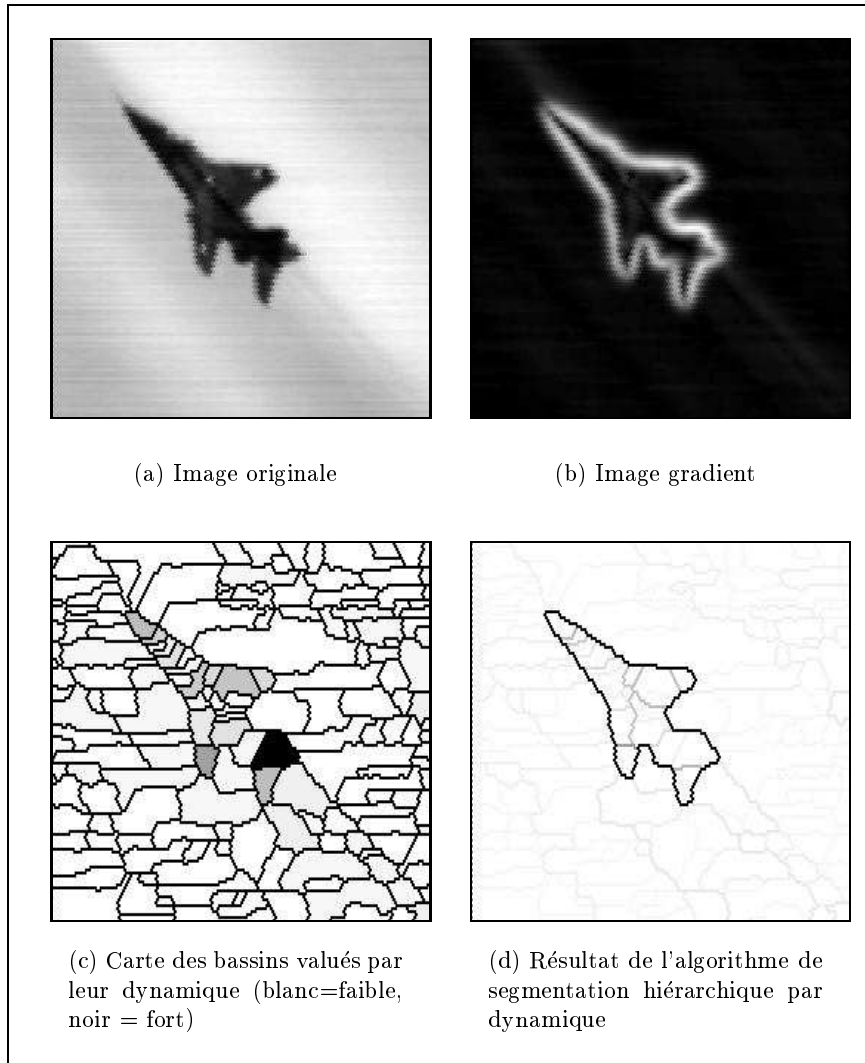 (a) Image originale
(b) Image gradient
(c) Carte des bassins valués par
leur dynamique (blanc=faible,
noir = fort)
(d) Résultat de l'algorithme de
segmentation hiérarchique par
dynamique